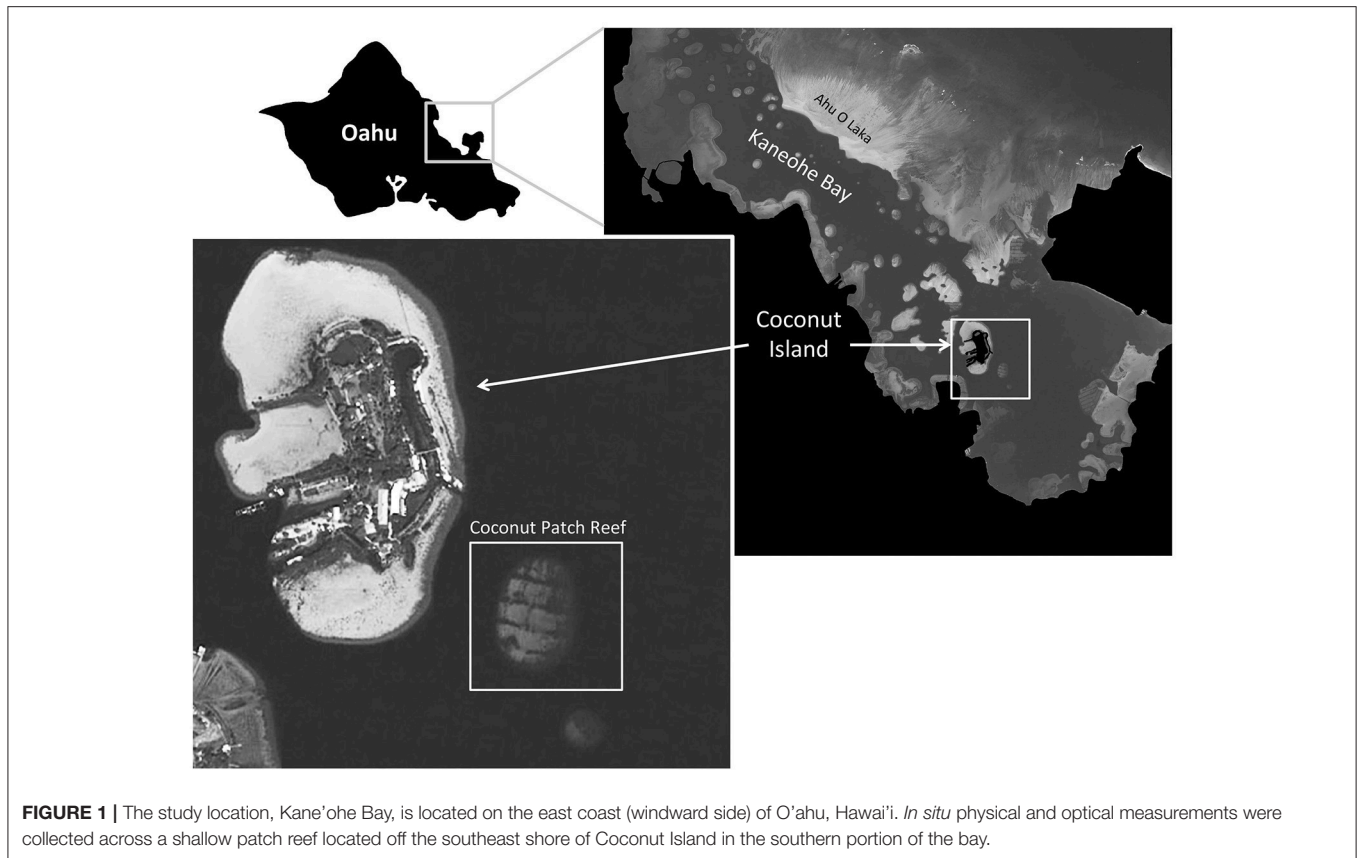 Oahu
Ahu O Laka
Kaneohe Bay
Coconut
Island
Coconut Patch Reef
FIGURE 1 | The study location, Kane'ohe Bay, is located on the east coast (windward side) of O'ahu, Hawai'i. In situ physical and optical measurements were
collected across a shallow patch reef located off the southeast shore of Coconut Island in the southern portion of the bay.